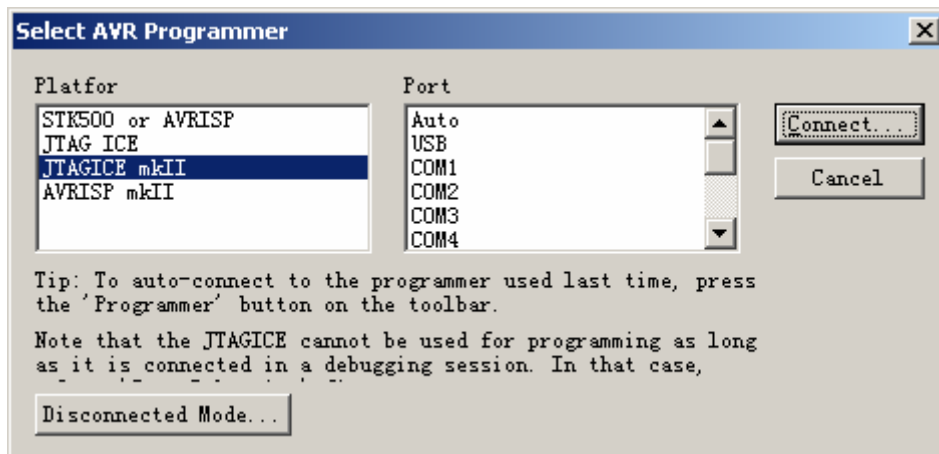 Select AVR Programmer
Platfor
Port
STK500 or AVRISP
JTAG ICE
JTAGICE mkII
AVRISP mkII
Auto
USB
COM1
COM2
COM3
COM4
Connect...
Cancel
Tip: To auto-connect to the programmer used last time, press
the 'Programmer' button on the toolbar.
Note that the JTAGICE cannot be used for programming as long
as it is connected in a debugging session. In that case,
Disconnected Mode...